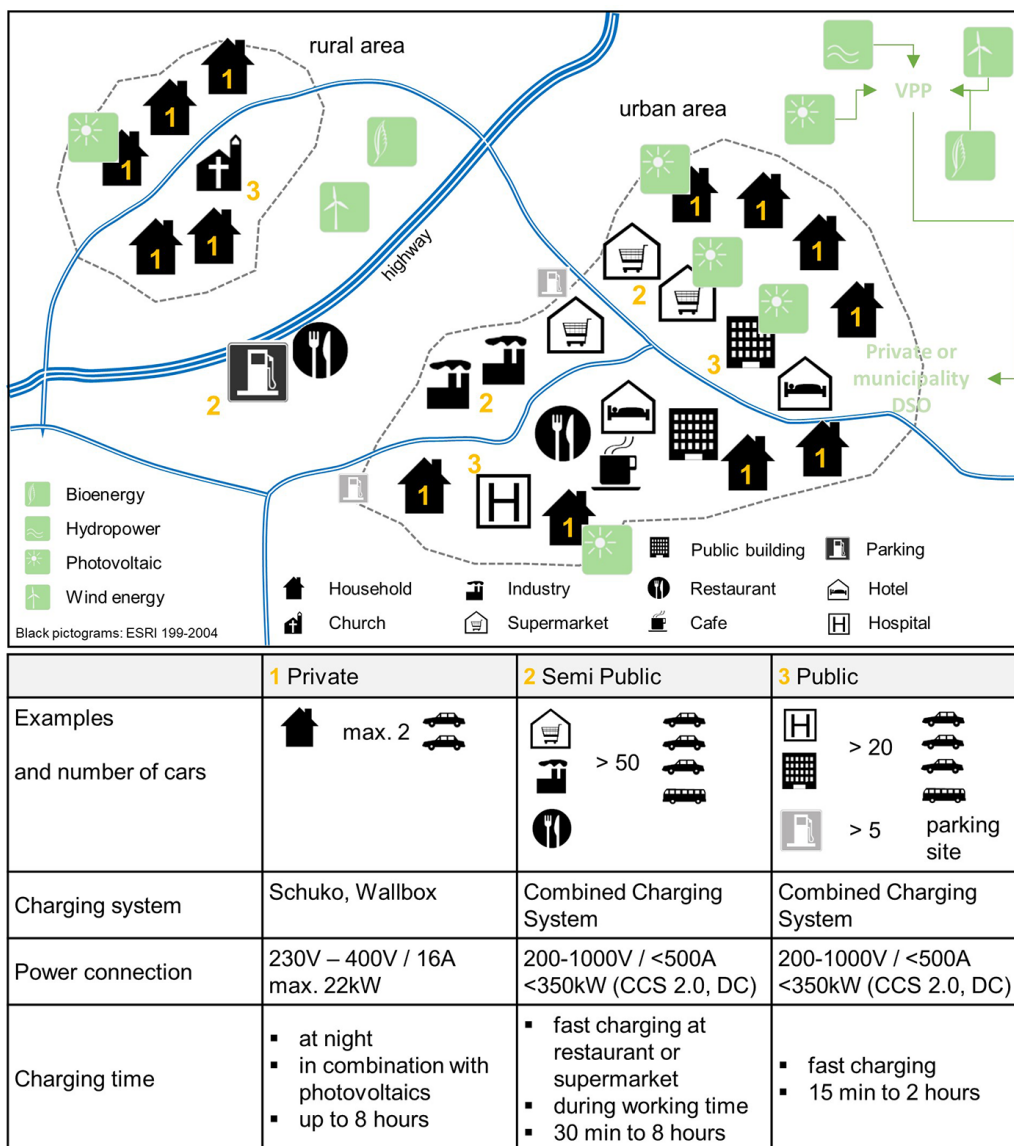 rural area
urban area
highway
VPP
Private or
municipality
DSO
1
1
1
3
1
1
1
1
1
1
2
1
3
2
2
1
1
3
1
1
Bioenergy
Hydropower
Photovoltaic
Wind energy
Black pictograms: ESRI 199-2004
Household
Church
Industry
Supermarket
Public building
Restaurant
Cafe
Parking
Hotel
H Hospital
H
1 Private
2 Semi Public
3 Public
Examples
and number of cars
max. 2
> 50
H
> 20
> 5
parking
site
Charging system
Schuko, Wallbox
Combined Charging
System
Combined Charging
System
Power connection
230V – 400V / 16A
max. 22kW
200-1000V / <500A
<350kW (CCS 2.0, DC)
200-1000V / <500A
<350kW (CCS 2.0, DC)
Charging time
▪ at night
▪ in combination with
photovoltaics
▪ up to 8 hours
▪ fast charging at
restaurant or
supermarket
▪ during working time
▪ 30 min to 8 hours
▪ fast charging
▪ 15 min to 2 hours